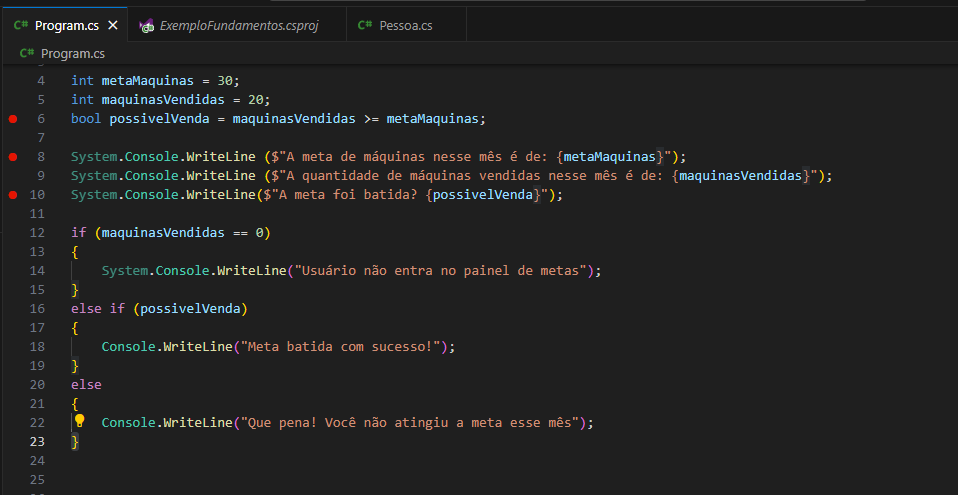 C# Program.cs ×
ExemploFundamentos.csproj
C# Pessoa.cs
C# Program.cs
4 int metaMaquinas = 30;
5 int maquinasVendidas = 20;
6 bool possivelVenda = maquinasVendidas >= metaMaquinas;
7
8 System.Console.WriteLine ($"A meta de máquinas nesse mês é de: {metaMaquinas}");
9 System.Console.WriteLine ($"A quantidade de máquinas vendidas nesse mês é de: {maquinasVendidas}");
10 System.Console.WriteLine($"A meta foi batida? {possivelVenda}");
11
12 if (maquinasVendidas == 0)
13 {
14 System.Console.WriteLine("Usuário não entra no painel de metas");
15 }
16 else if (possivelVenda)
17 {
18 Console.WriteLine("Meta batida com sucesso!");
19 }
20 else
21 {
22 Console.WriteLine("Que pena! Você não atingiu a meta esse mês");
23 }
24
25